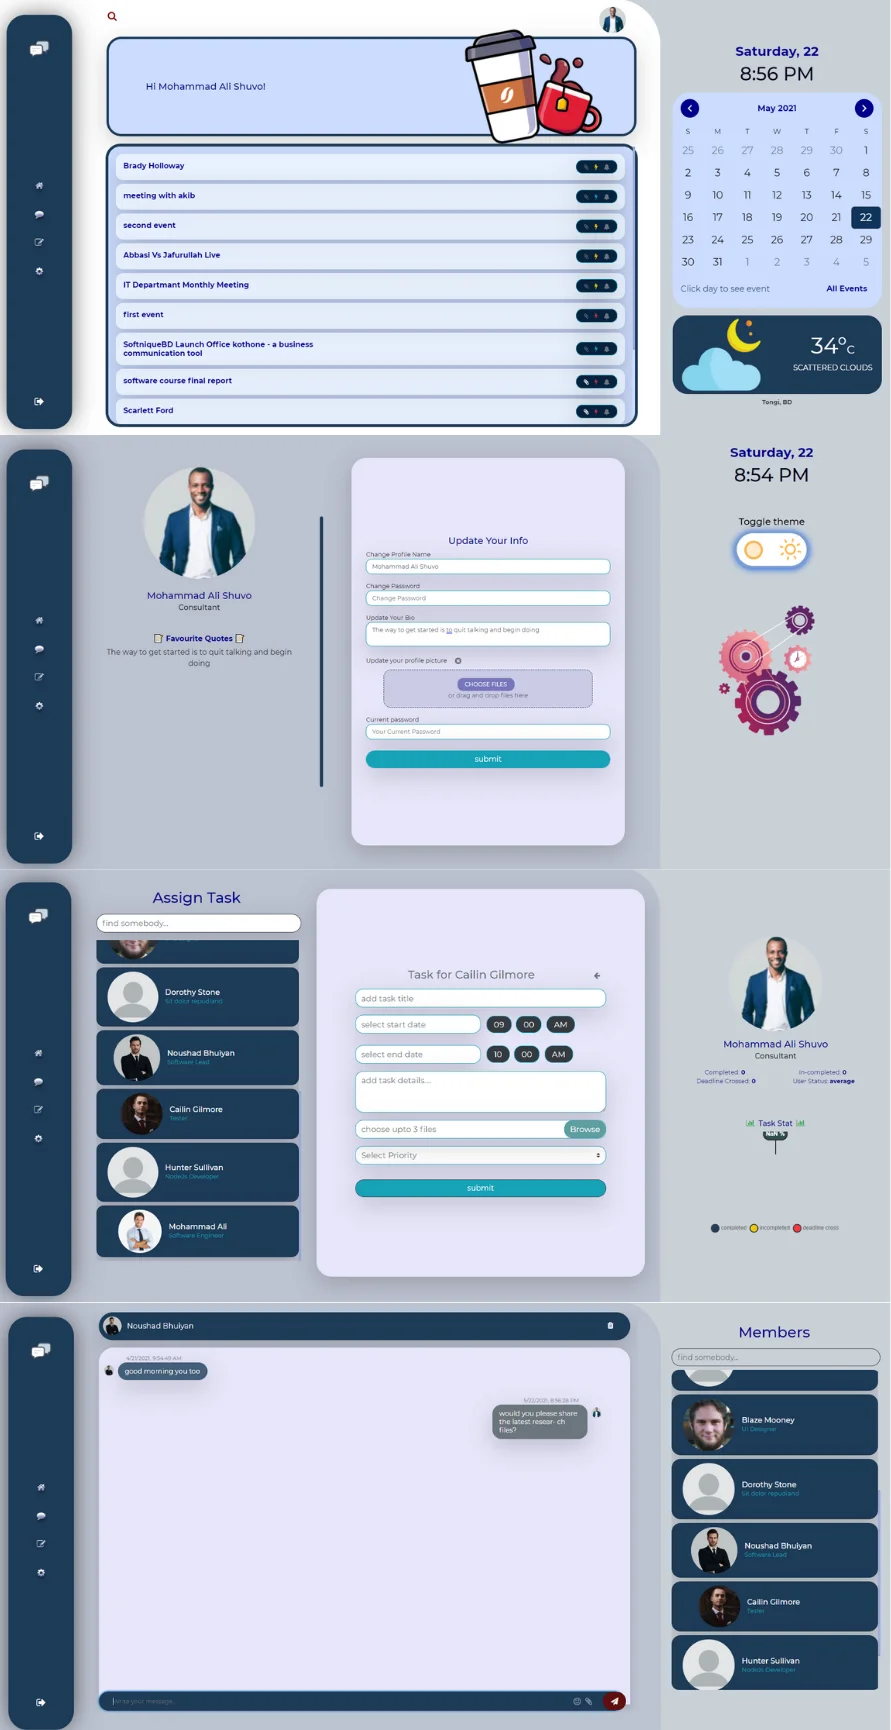 Hi Mohammad Ali Shuvo!
Brady Holloway
meeting with akib
second event
Abbasi Vs Jafurullah Live
IT Departmant Monthly Meeting
first event
SoftniqueBD Launch Office kothone - a business
communication tool
software course final report
Scarlett Ford
Saturday, 22
8:56 PM
May 2021
S M T W T F S
25 26 27 28 29 30 1
2 3 4 5 6 7 8
9 10 11 12 13 14 15
16 17 18 19 20 21 22
23 24 25 26 27 28 29
30 31 1 2 3 4 5
Click day to see event All Events
34°C
SCATTERED CLOUDS
Tongi, BD
Mohammad Ali Shuvo
Consultant
Favourite Quotes
The way to get started is to quit talking and begin
doing
Update Your Info
Change Profile Name
Mohammad Ali Shuvo
Change Password
Change Password
Update Your Bio
The way to get started is to quit talking and begin doing
Update your profile picture
CHOOSE FILES
or drag and drop files here
Current password
Your Current Password
submit
Saturday, 22
8:54 PM
Toggle theme
Assign Task
find somebody...
Dorothy Stone
Sit dolor repudiand
Noushad Bhuiyan
Software Lead
Cailin Gilmore
Tester
Hunter Sullivan
NodeJs Developer
Mohammad Ali
Software Engineer
Task for Cailin Gilmore
add task title
select start date 09 00 AM
select end date 10 00 AM
add task details...
choose upto 3 files Browse
Select Priority
submit
Mohammad Ali Shuvo
Consultant
Completed: 0 In-completed: 0
Deadline Crossed: 0 User Status: average
Task Stat
NaN %
completed incompleted deadline cross
Noushad Bhuiyan
4/21/2021, 9:34:49 AM
good morning you too
5/22/2021, 8:56:28 PM
would you please share
the latest resear- ch
files?
Write your message...
Members
find somebody...
Blaze Mooney
UI Designer
Dorothy Stone
Sit dolor repudiand
Noushad Bhuiyan
Software Lead
Cailin Gilmore
Tester
Hunter Sullivan
NodeJs Developer